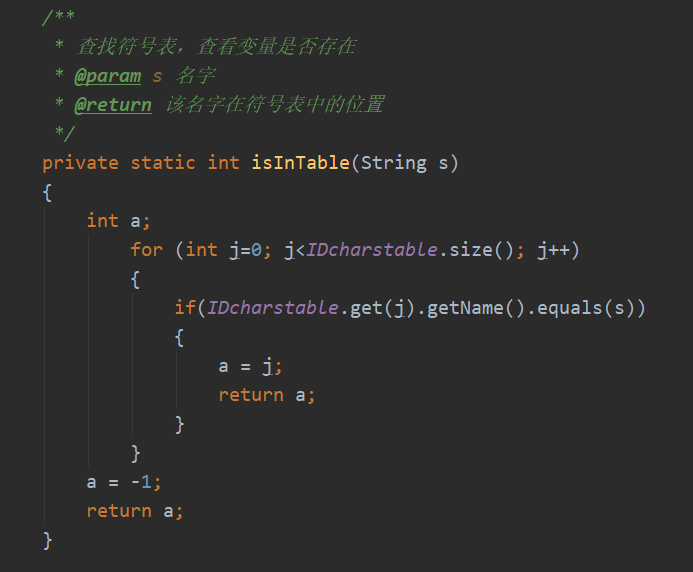 /**
 * 查找符号表，查看变量是否存在
 * @param s 名字
 * @return 该名字在符号表中的位置
 */
private static int isInTable(String s)
{
    int a;
        for (int j=0; j<IDcharstable.size(); j++)
        {
            if(IDcharstable.get(j).getName().equals(s))
            {
                a = j;
                return a;
            }
        }
    a = -1;
    return a;
}